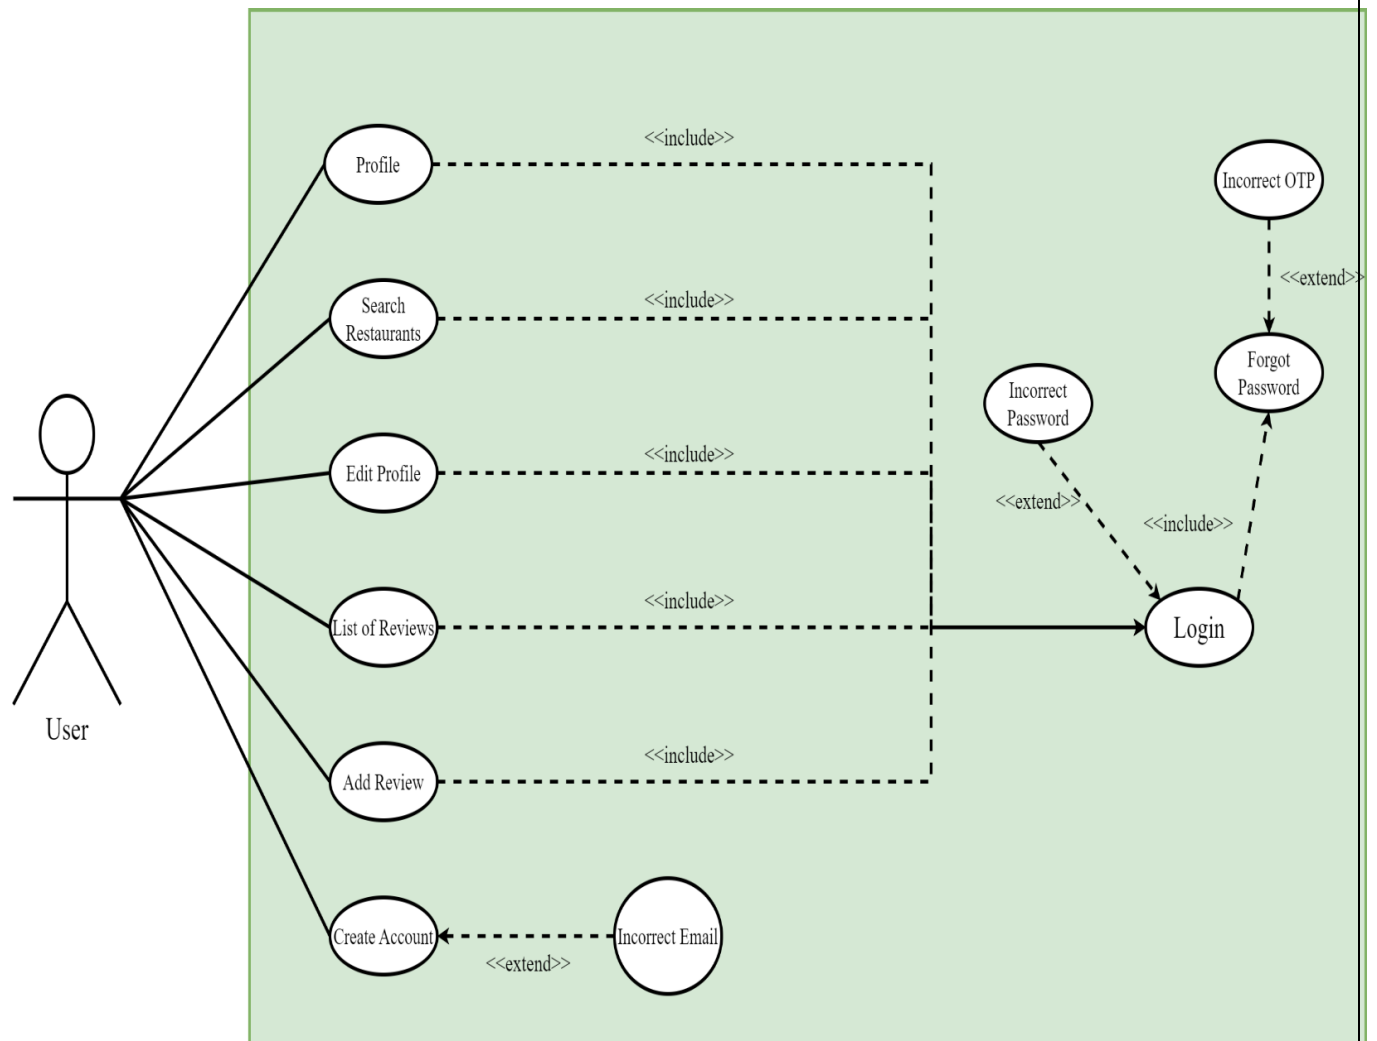 <<include>>
Profile
Incorrect OTP
<<extend>>
<<include>>
Search
Restaurants
Forgot
Password
Incorrect
Password
<<include>>
Edit Profile
<<extend>>
<<include>>
<<include>>
List of Reviews
Login
User
<<include>>
Add Review
Create Account
Incorrect Email
<<extend>>